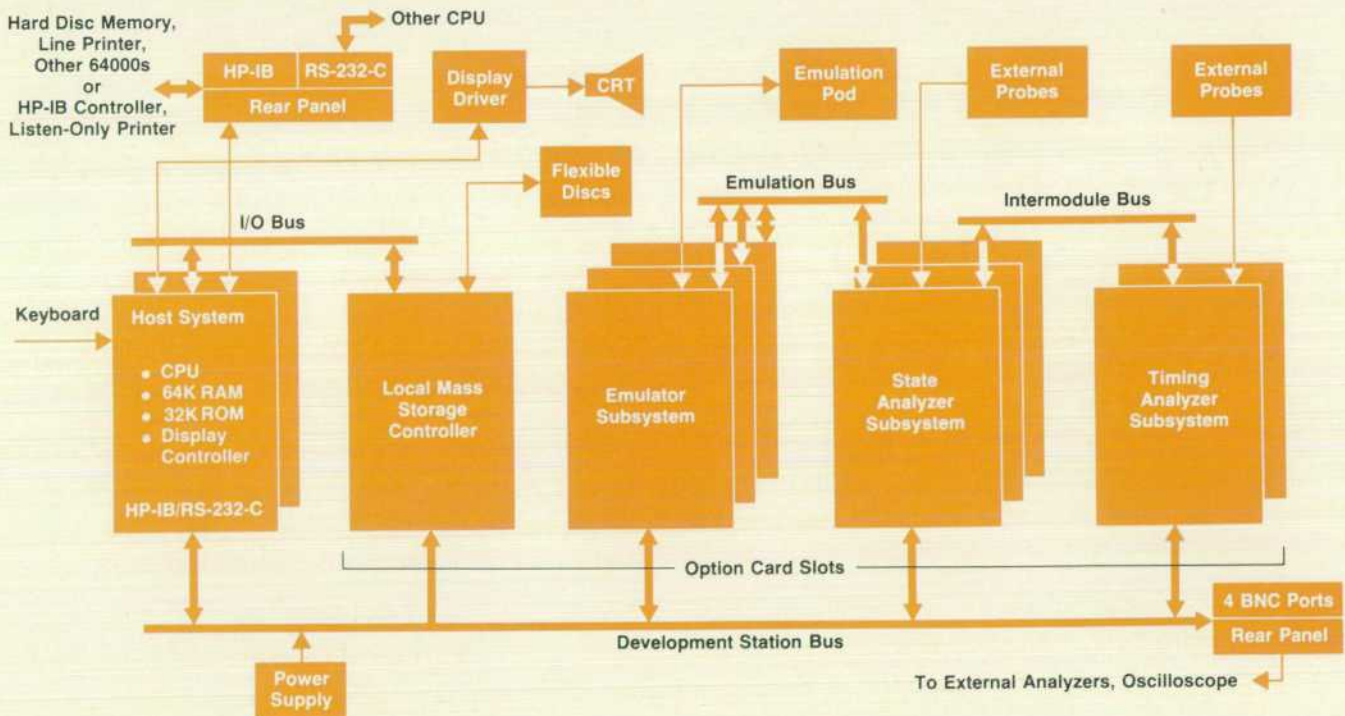 Hard Disc Memory,
Line Printer,
Other 64000s
or
HP-IB Controller,
Listen-Only Printer
HP-IB
RS-232-C
Rear Panel
Other CPU
Display
Driver
CRT
Flexible
Discs
Emulation
Pod
External
Probes
External
Probes
I/O Bus
Emulation Bus
Intermodule Bus
Keyboard
Host System
● CPU
● 64K RAM
● 32K ROM
● Display
Controller
HP-IB/RS-232-C
Local Mass
Storage
Controller
Emulator
Subsystem
State
Analyzer
Subsystem
Timing
Analyzer
Subsystem
Option Card Slots
4 BNC Ports
Rear Panel
Development Station Bus
Power
Supply
To External Analyzers, Oscilloscope